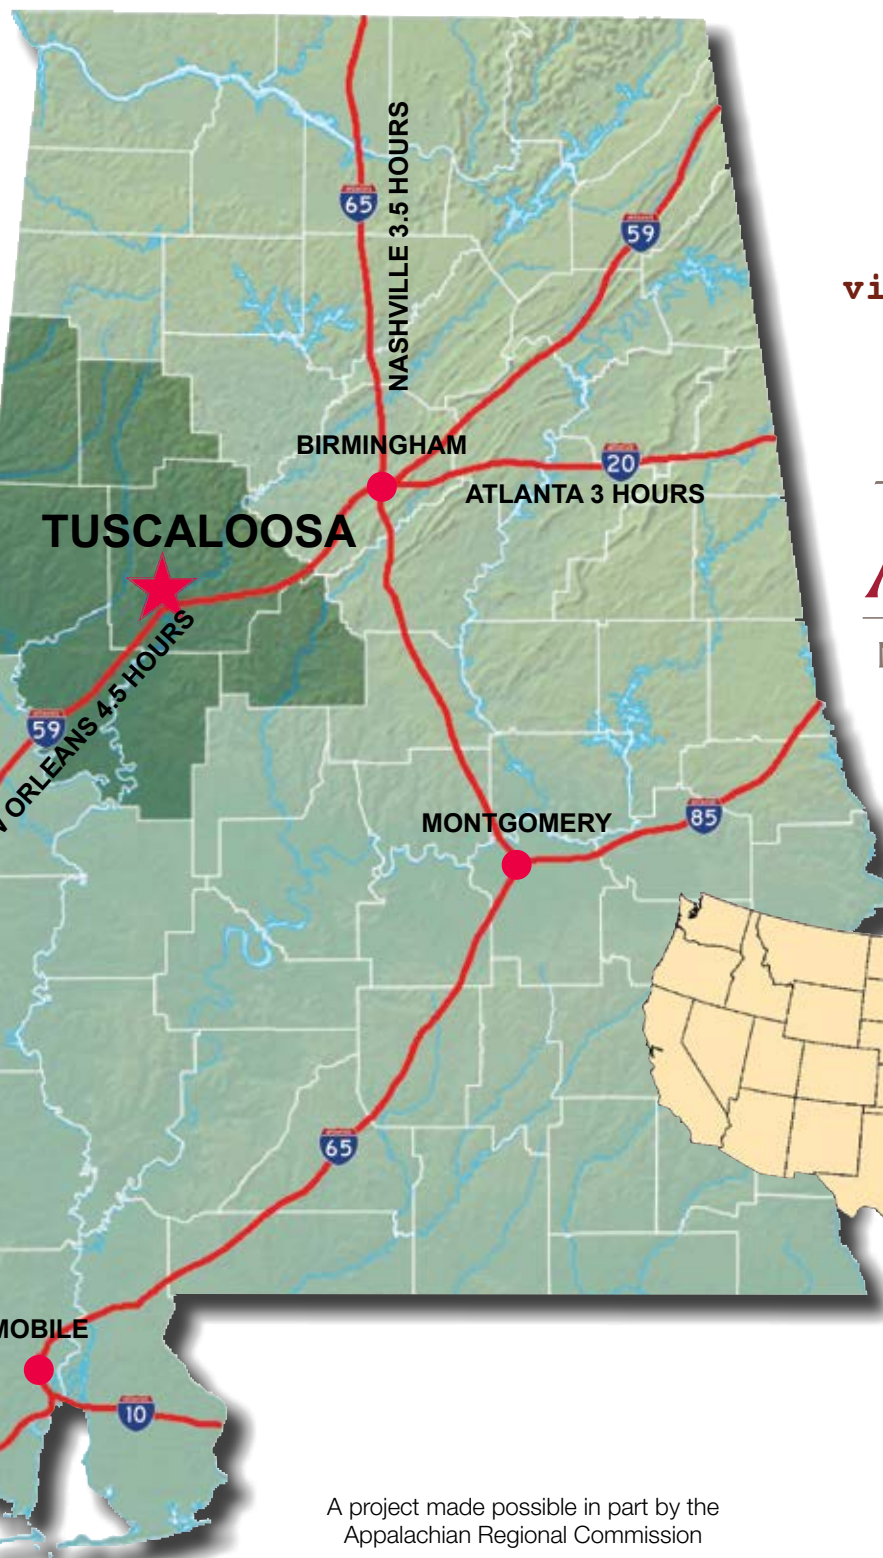 65
NASHVILLE 3.5 HOURS
59
vi
BIRMINGHAM
20
ATLANTA 3 HOURS
TUSCALOOSA
59
ORLEANS 4.5 HOURS
MONTGOMERY
85
65
MOBILE
10
A project made possible in part by the
Appalachian Regional Commission